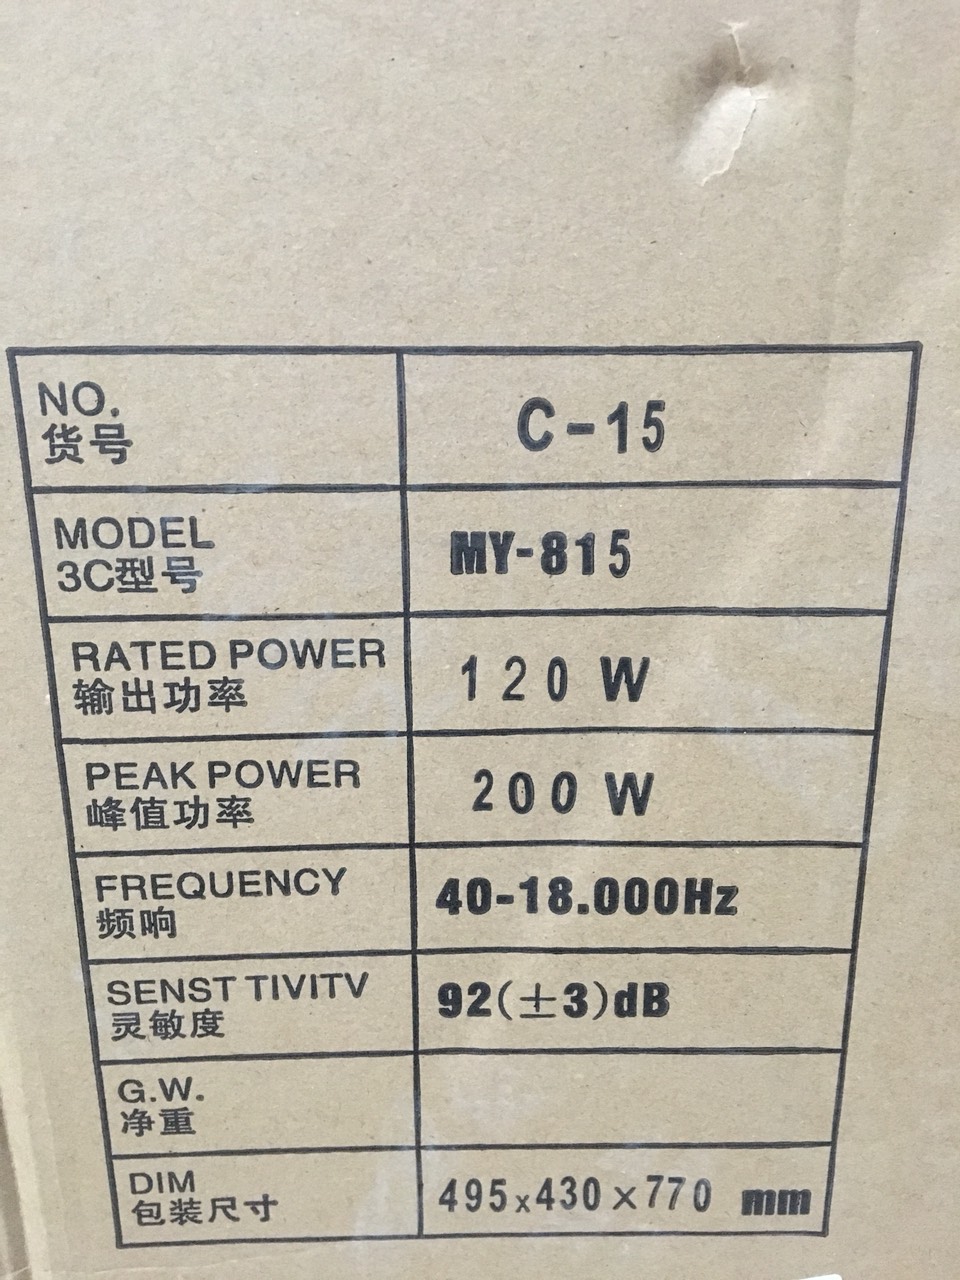 NO.
货号
C-15
MODEL
3C型号
MY-815
RATED POWER
输出功率
120 W
PEAK POWER
峰值功率
200 W
FREQUENCY
频响
40-18.000Hz
SENST TIVITV
灵敏度
92(±3)dB
G.W.
净重
DIM
包装尺寸
495x430×770 mm